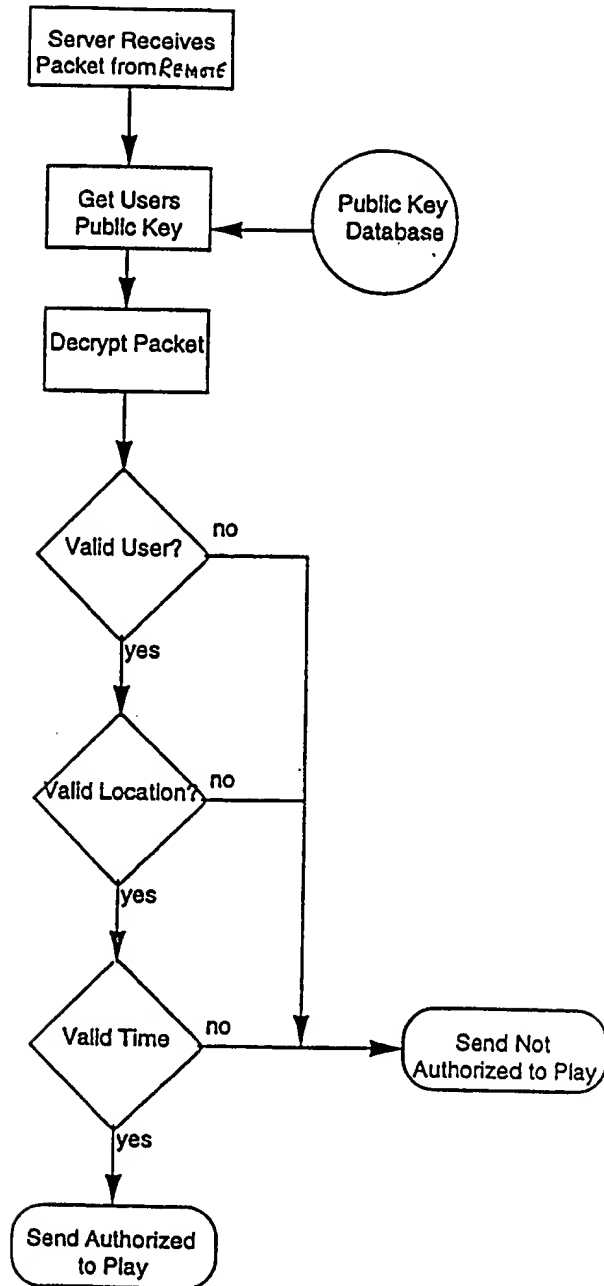 Server Receives
Packet from REMOTE
Get Users
Public Key
Public Key
Database
Decrypt Packet
Valid User?
no
yes
Valid Location?
no
yes
Valid Time
no
Send Not
Authorized to Play
yes
Send Authorized
to Play